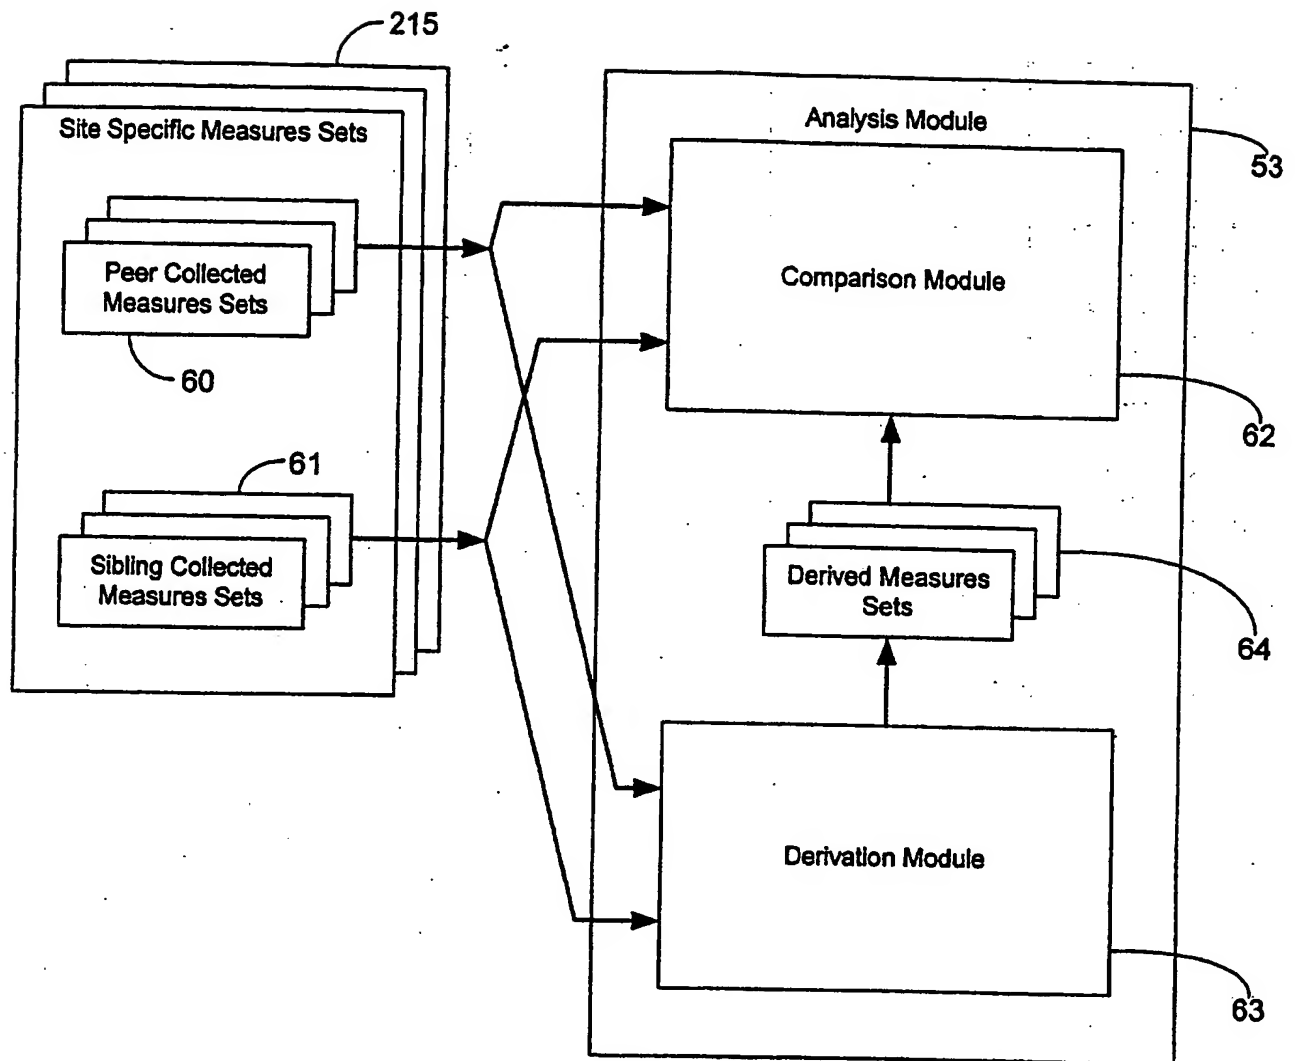 215
Site Specific Measures Sets
Peer Collected
Measures Sets
60
61
Sibling Collected
Measures Sets
Analysis Module
53
Comparison Module
62
Derived Measures
Sets
64
Derivation Module
63